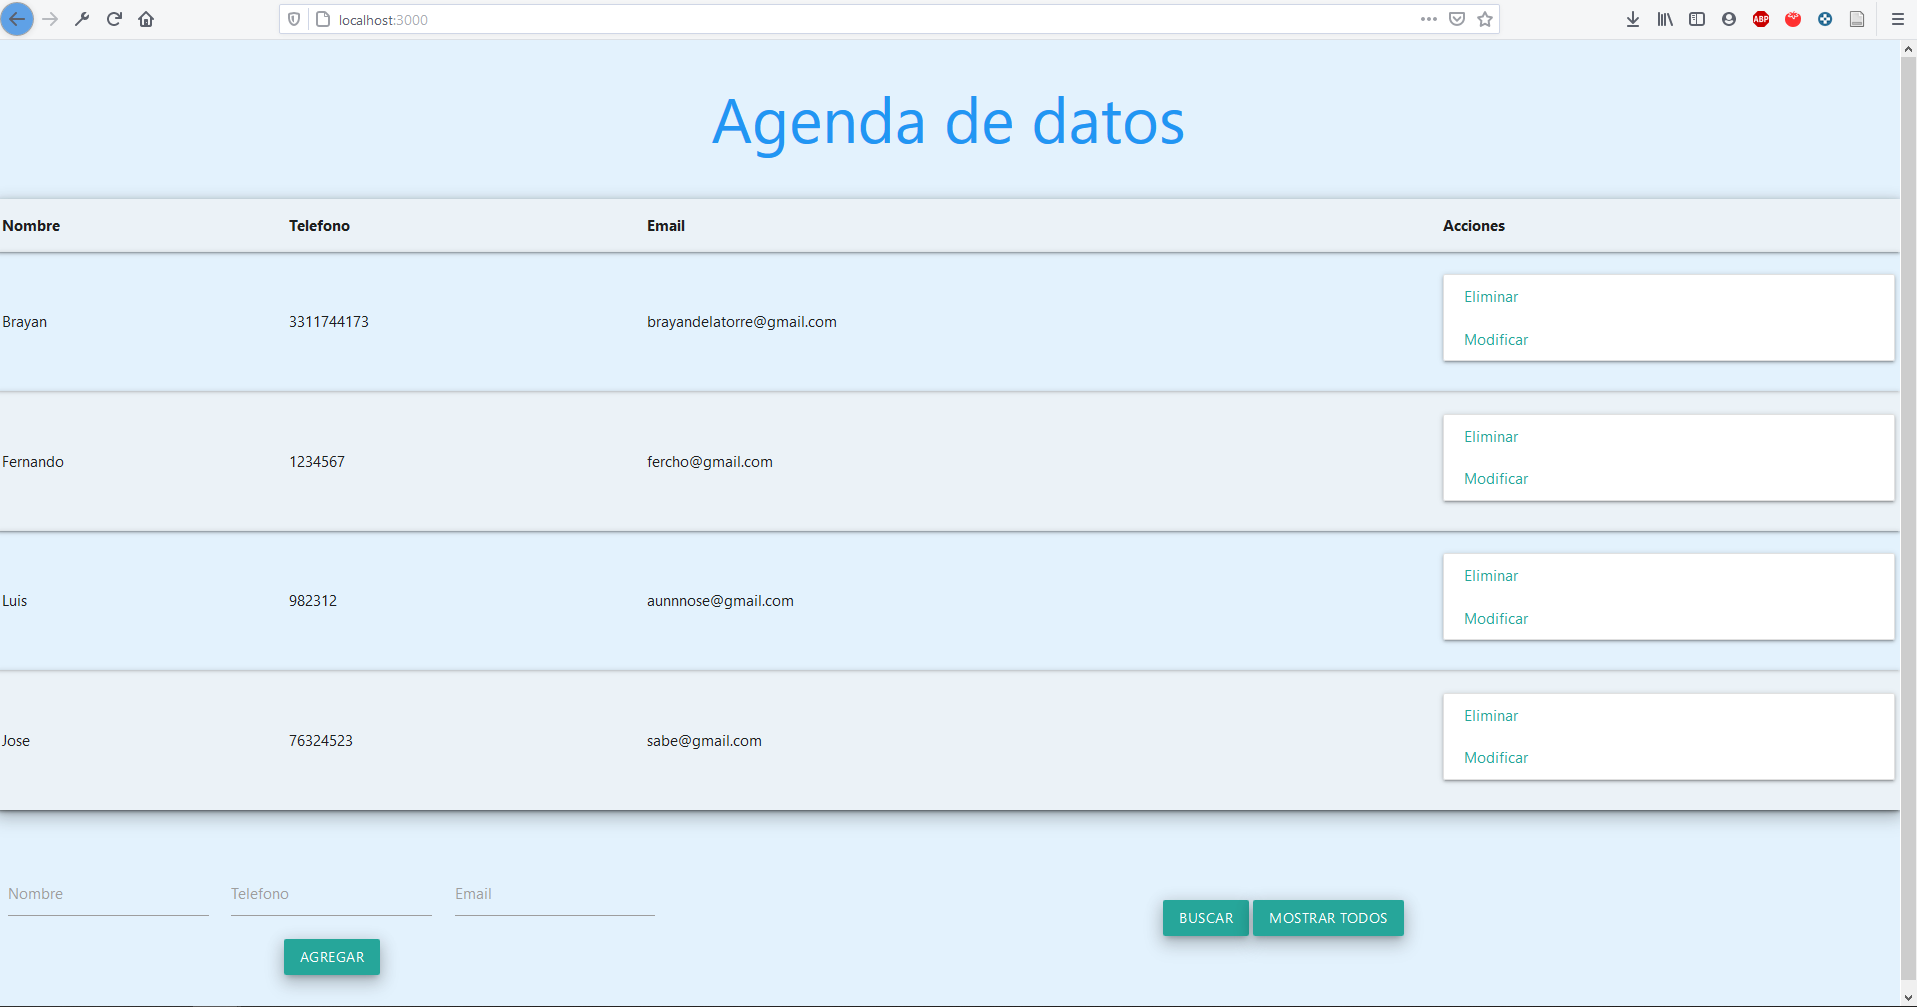 localhost:3000
ABP
Agenda de datos
Nombre Telefono Email Acciones
Brayan 3311744173 brayandelatorre@gmail.com
Eliminar
Modificar
Fernando 1234567 fercho@gmail.com
Eliminar
Modificar
Luis 982312 aunnnose@gmail.com
Eliminar
Modificar
Jose 76324523 sabe@gmail.com
Eliminar
Modificar
Nombre Telefono Email
BUSCAR MOSTRAR TODOS
AGREGAR